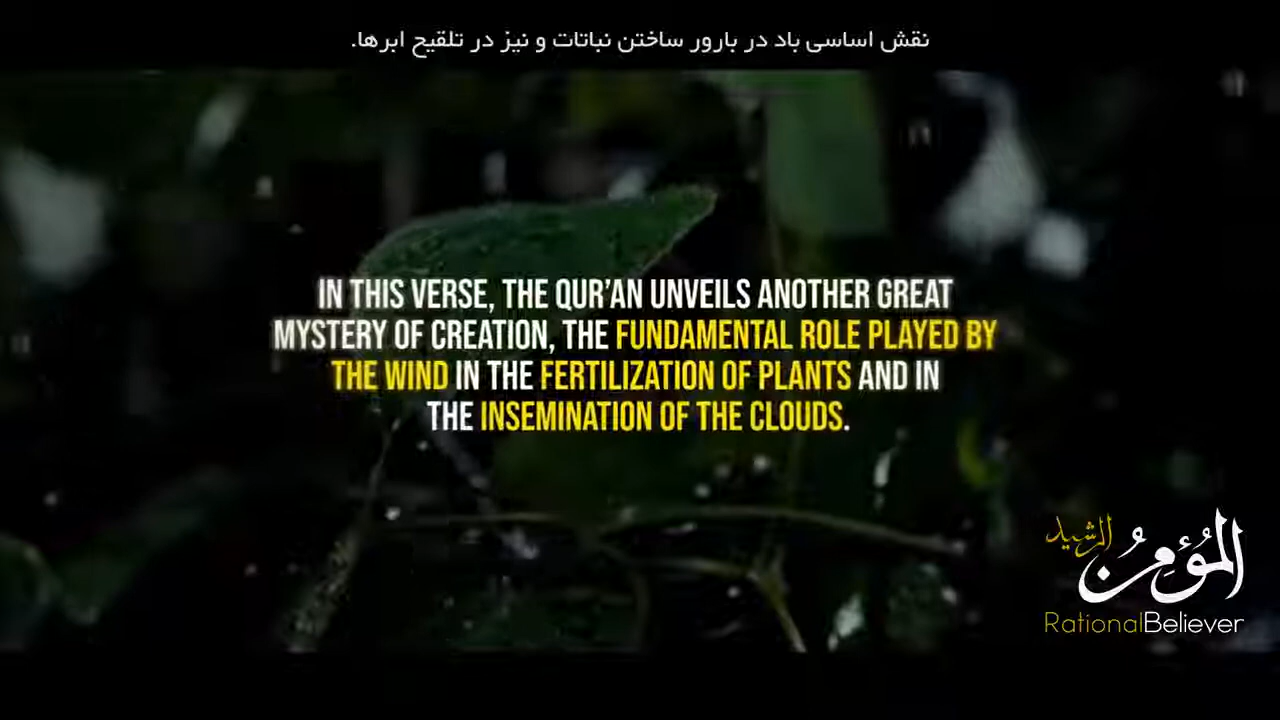 نقش اساسی باد در بارور ساختن نباتات و نیز در تلقیح ابرها.
IN THIS VERSE, THE QUR’AN UNVEILS ANOTHER GREAT
MYSTERY OF CREATION, THE FUNDAMENTAL ROLE PLAYED BY
THE WIND IN THE FERTILIZATION OF PLANTS AND IN
THE INSEMINATION OF THE CLOUDS.
المُؤمِنُ الرشيد
RationalBeliever